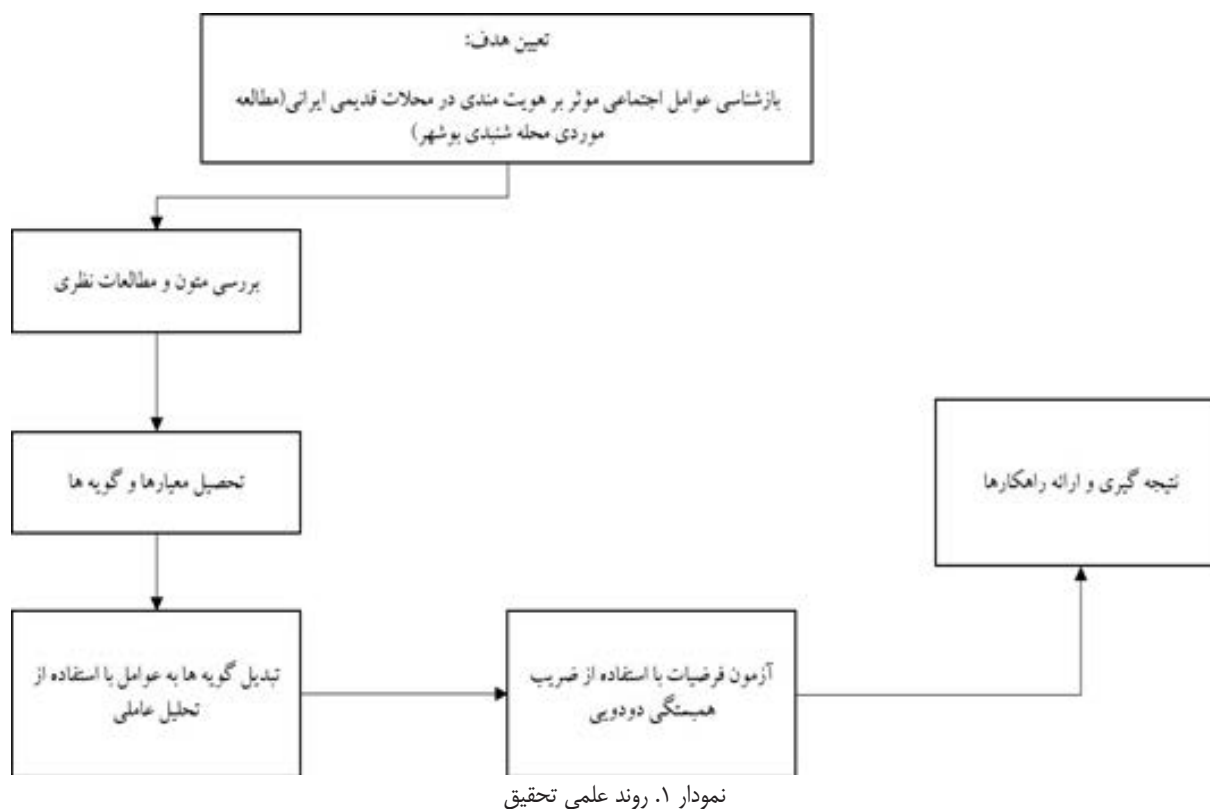 تعیین هدف:
بازشناسی عوامل اجتماعی موثر بر هویت مندی در محلات قدیمی ایرانی(مطالعه
موردی محله شنبدی بوشهر)
بررسی متون و مطالعات نظری
تحصیل معیارها و گویه ها
تبدیل گویه ها به عوامل با استفاده از
تحلیل عاملی
آزمون فرضیات با استفاده از ضریب
همبستگی دودویی
نتیجه گیری و ارائه راهکارها
نمودار ۱. روند علمی تحقیق